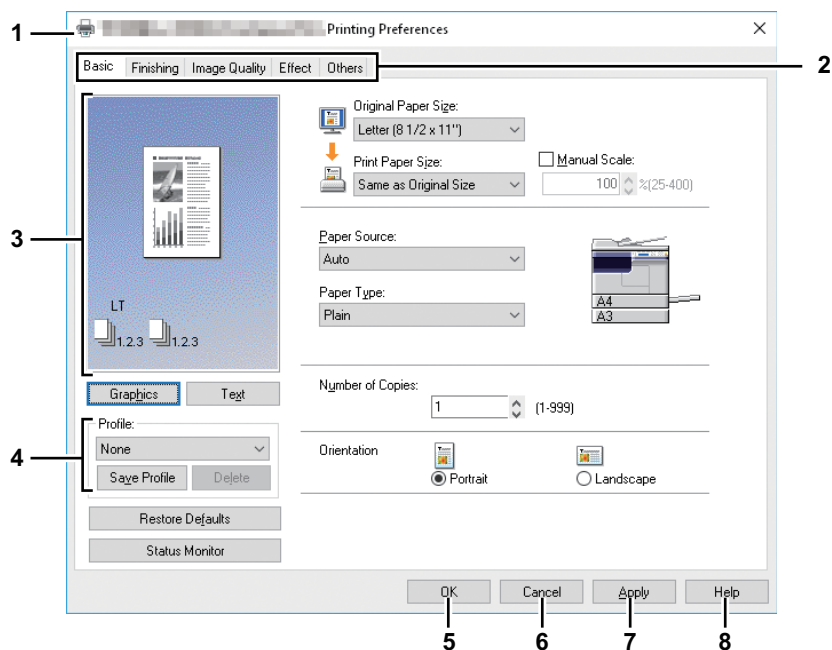 1
Printing Preferences
Basic Finishing Image Quality Effect Others
2
3
LT
1.2.3 1.2.3
Graphics Text
4
Profile:
None
Save Profile Delete
Restore Defaults
Status Monitor
Original Paper Size:
Letter (8 1/2 x 11")
Print Paper Size:
Same as Original Size
Manual Scale:
100 %(25-400)
Paper Source:
Auto
Paper Type:
Plain
A4
A3
Number of Copies:
1 (1-999)
Orientation
Portrait Landscape
OK Cancel Apply Help
5 6 7 8